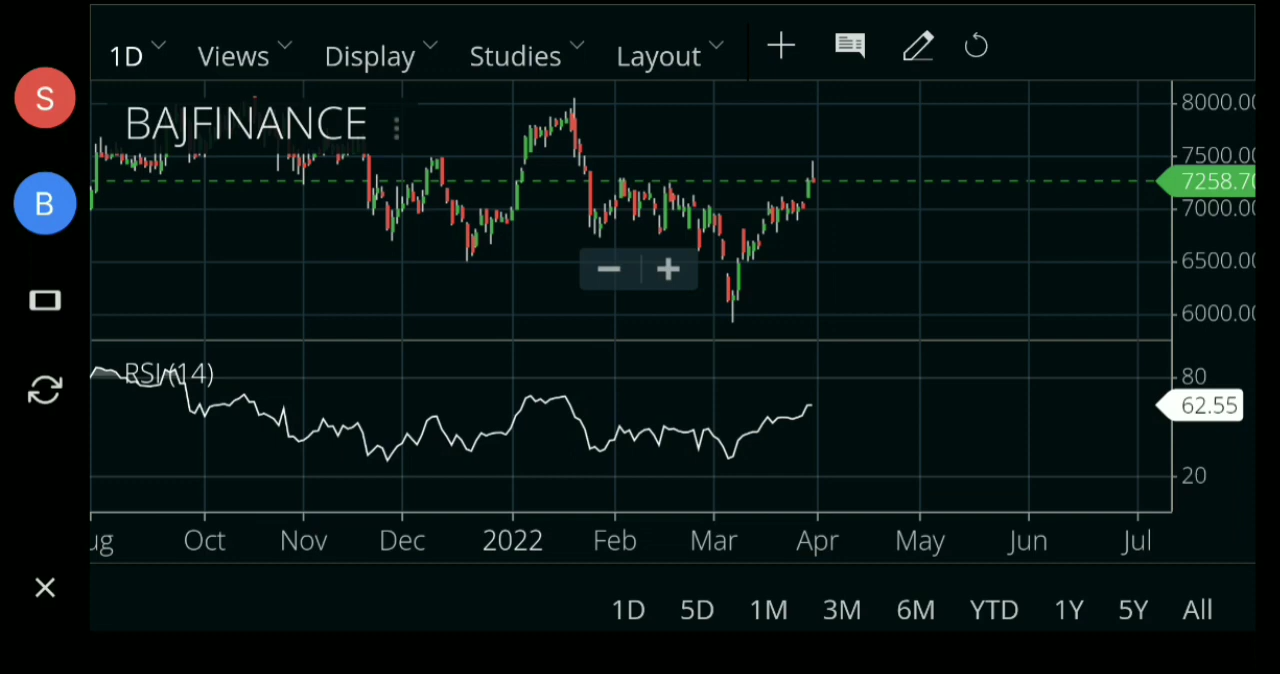 1D Views Display Studies Layout
S
BAJFINANCE
8000.00
7500.00
7258.70
B
7000.00
6500.00
6000.00
RSI (14)
80
62.55
20
ug Oct Nov Dec 2022 Feb Mar Apr May Jun Jul
1D 5D 1M 3M 6M YTD 1Y 5Y All